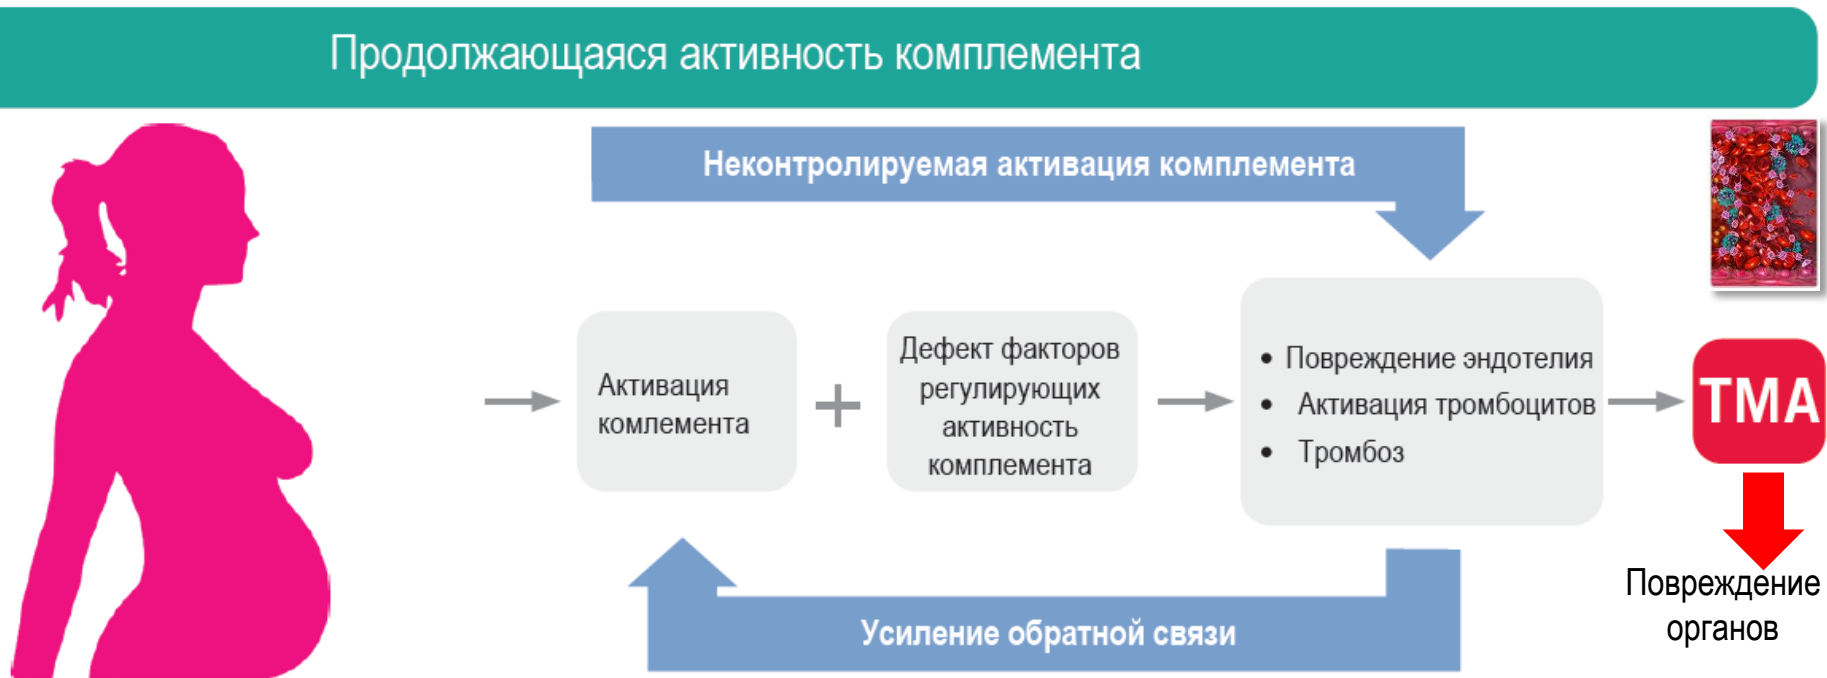 Продолжающаяся активность комплемента
Неконтролируемая активация комплемента
Активация
комлемента
+
Дефект факторов
регулирующих
активность
комплемента
• Повреждение эндотелия
• Активация тромбоцитов
• Тромбоз
ТМА
Повреждение
органов
Усиление обратной связи